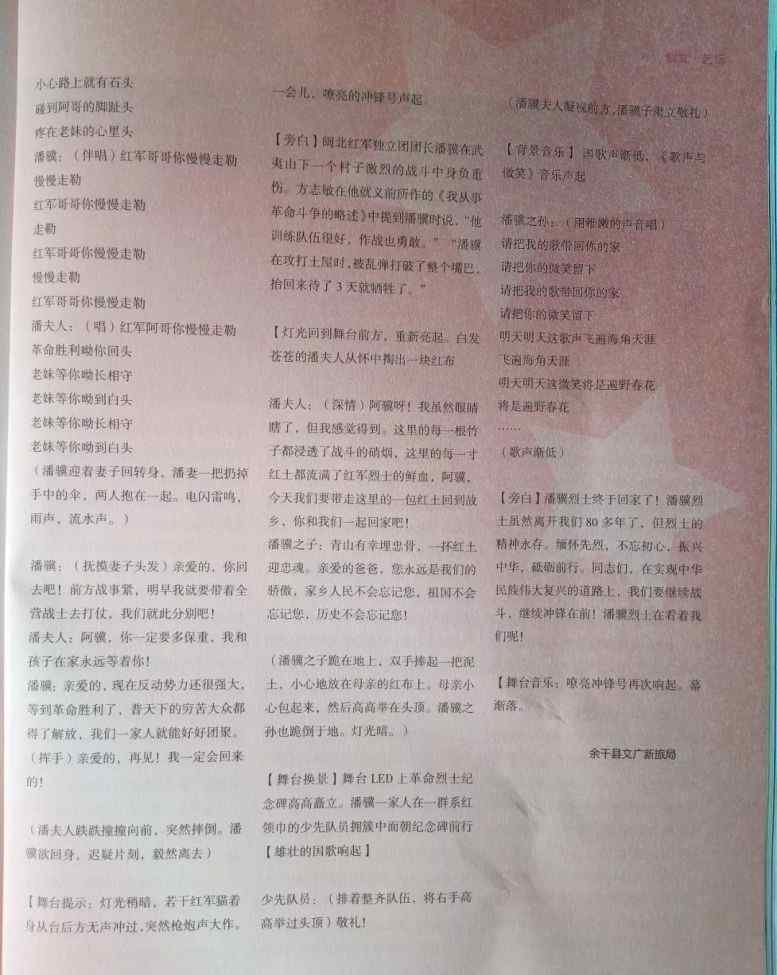 小心路上就有石头
碰到阿哥的脚趾头
疼在老妹的心里头
潘骥：（伴唱）红军哥哥你慢慢走勒
慢慢走勒
红军哥哥你慢慢走勒
走勒
红军哥哥你慢慢走勒
慢慢走勒
红军哥哥你慢慢走勒
潘夫人：（唱）红军阿哥你慢慢走勒
革命胜利呦你回头
老妹等你呦长相守
老妹等你呦到白头
老妹等你呦长相守
老妹等你呦到白头
（潘骥迎着妻子回转身，潘妻一把扔掉
手中的伞，两人抱在一起。电闪雷鸣，
雨声，流水声。）
潘骥：（抚摸妻子头发）亲爱的，你回
去吧！前方战事紧，明早我就要带着全
营战士去打仗，我们就此分别吧！
潘夫人：阿骥，你一定要多保重，我和
孩子在家永远等着你！
潘骥：亲爱的，现在反动势力还很强大，
等到革命胜利了，普天下的穷苦大众都
得了解放，我们一家人就能好好团聚。
（挥手）亲爱的，再见！我一定会回来
的！
（潘夫人跌跌撞撞向前，突然摔倒。潘
骥欲回身，迟疑片刻，毅然离去）
【舞台提示：灯光稍暗，若干红军猫着
身从台后方无声冲过，突然枪炮声大作。
一会儿，嘹亮的冲锋号声起。
【旁白】闽北红军独立团团长潘骥在武
夷山下一个村子激烈的战斗中身负重
伤。方志敏在他就义前所作的《我从事
革命斗争的略述》中提到潘骥时说，“他
训练队伍很好，作战也勇敢。”“潘骥
在攻打土屋时，被乱弹打破了整个嘴巴，
抬回来待了 3 天就牺牲了。”
【灯光回到舞台前方，重新亮起。白发
苍苍的潘夫人从怀中掏出一块红布
潘夫人：（深情）阿骥呀！我虽然眼睛
瞎了，但我感觉得到。这里的每一根竹
子都浸透了战斗的硝烟，这里的每一寸
红土都流满了红军烈士的鲜血，阿骥，
今天我们要带走这里的一包红土回到故
乡，你和我们一起回家吧！
潘骥之子：青山有幸埋忠骨，一抔红土
迎忠魂。亲爱的爸爸，您永远是我们的
骄傲，家乡人民不会忘记您，祖国不会
忘记您，历史不会忘记您！
（潘骥之子跪在地上，双手捧起一把泥
土，小心地放在母亲的红布上。母亲小
心包起来，然后高高举在头顶。潘骥之
孙也跪倒于地。灯光暗。）
【舞台换景】舞台 LED 上革命烈士纪
念碑高高矗立。潘骥一家人在一群系红
领巾的少先队员拥簇中面朝纪念碑前行
【雄壮的国歌响起】
少先队员：（排着整齐队伍，将右手高
高举过头顶）敬礼！
（潘骥夫人凝视前方，潘骥子肃立敬礼）
【背景音乐】国歌声渐低，《歌声与
微笑》音乐声起
潘骥之孙：（用稚嫩的声音唱）
请把我的歌带回你的家
请把你的微笑留下
请把我的歌带回你的家
请把你的微笑留下
明天明天这歌声飞遍海角天涯
飞遍海角天涯
明天明天这微笑将是遍野春花
将是遍野春花
……
（歌声渐低）
【旁白】潘骥烈士终于回家了！潘骥烈
士虽然离开我们 80 多年了，但烈士的
精神永存。缅怀先烈，不忘初心，振兴
中华，砥砺前行。同志们，在实现中华
民族伟大复兴的道路上，我们要继续战
斗，继续冲锋在前！潘骥烈士在看着我
们呢！
【舞台音乐：嘹亮冲锋号再次响起。幕
渐落。
余干县文广新旅局